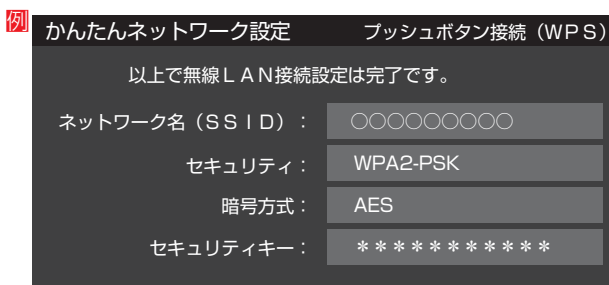 例
かんたんネットワーク設定 プッシュボタン接続（WPS）
以上で無線LAN接続設定は完了です。
ネットワーク名（SSID）： ○○○○○○○○○
セキュリティ： WPA2-PSK
暗号方式： AES
セキュリティキー： ＊＊＊＊＊＊＊＊＊＊＊